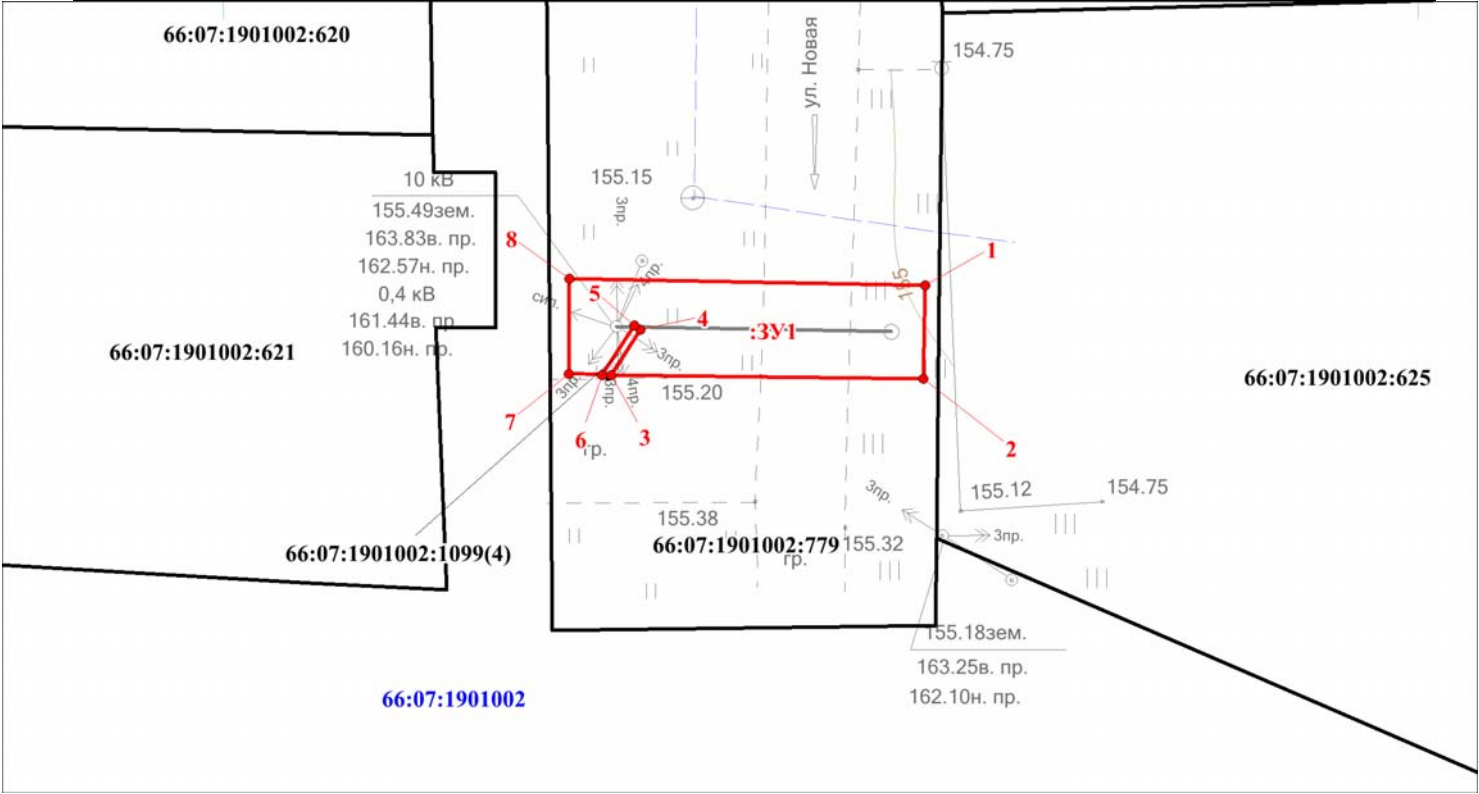 66:07:1901002:620
ул. Новая
154.75
155.15
3пр.
10 кВ
155.49зем.
163.83в. пр.
162.57н. пр.
0,4 кВ
161.44в. пр.
160.16н. пр.
8
1
155
4пр.
сил.
5
4
:ЗУ1
3пр.
66:07:1901002:621
66:07:1901002:625
3пр.
3пр.
4пр.
155.20
7
6
3
2
гр.
3пр.
155.12
154.75
155.38
66:07:1901002:1099(4)
66:07:1901002:779
155.32
гр.
3пр.
155.18зем.
163.25в. пр.
162.10н. пр.
66:07:1901002